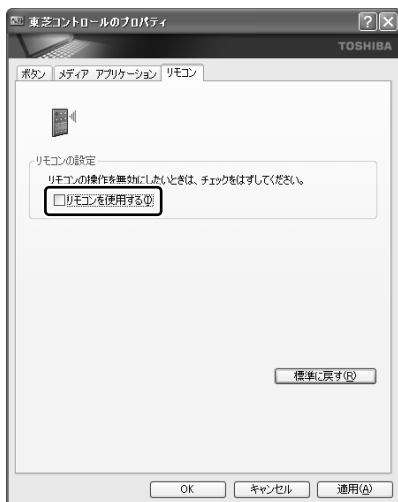 東芝コントロールのプロパティ
TOSHIBA
ボタン メディア アプリケーション リモコン
リモコンの設定
リモコンの操作を無効にしたいときは、チェックをはずしてください。
リモコンを使用する(I)
標準に戻す(R)
OK キャンセル 適用(A)